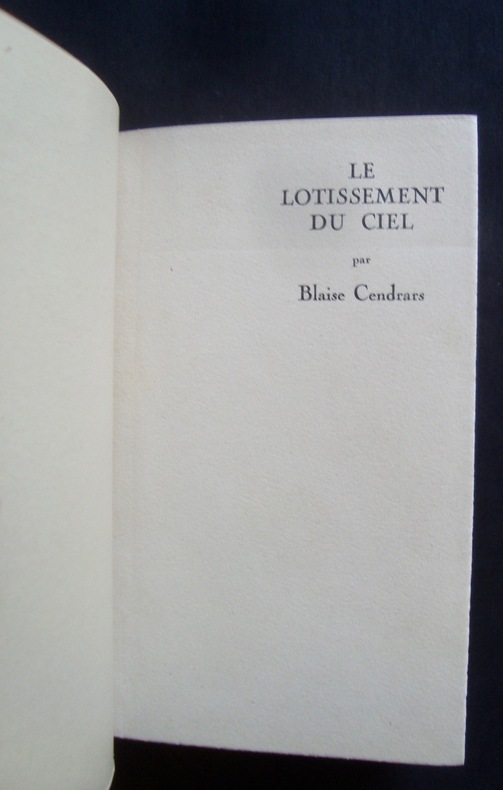 LE
LOTISSEMENT
DU CIEL
par
Blaise Cendrars